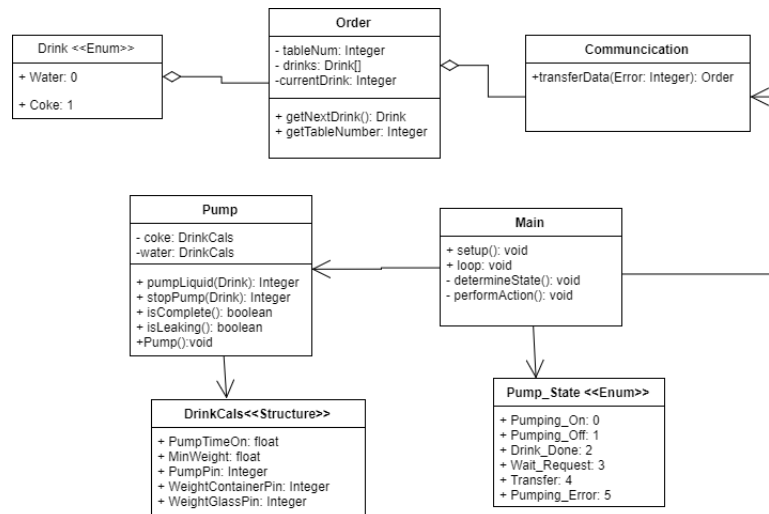 Drink <<Enum>>
+ Water: 0
+ Coke: 1
Order
- tableNum: Integer
- drinks: Drink[]
-currentDrink: Integer
+ getNextDrink(): Drink
+ getTableNumber: Integer
Communcication
+transferData(Error: Integer): Order
Pump
- coke: DrinkCals
-water: DrinkCals
+ pumpLiquid(Drink): Integer
+ stopPump(Drink): Integer
+ isComplete(): boolean
+ isLeaking(): boolean
+Pump():void
Main
+ setup(): void
+ loop: void
- determineState(): void
- performAction(): void
DrinkCals<<Structure>>
+ PumpTimeOn: float
+ MinWeight: float
+ PumpPin: Integer
+ WeightContainerPin: Integer
+ WeightGlassPin: Integer
Pump_State <<Enum>>
+ Pumping_On: 0
+ Pumping_Off: 1
+ Drink_Done: 2
+ Wait_Request: 3
+ Transfer: 4
+ Pumping_Error: 5